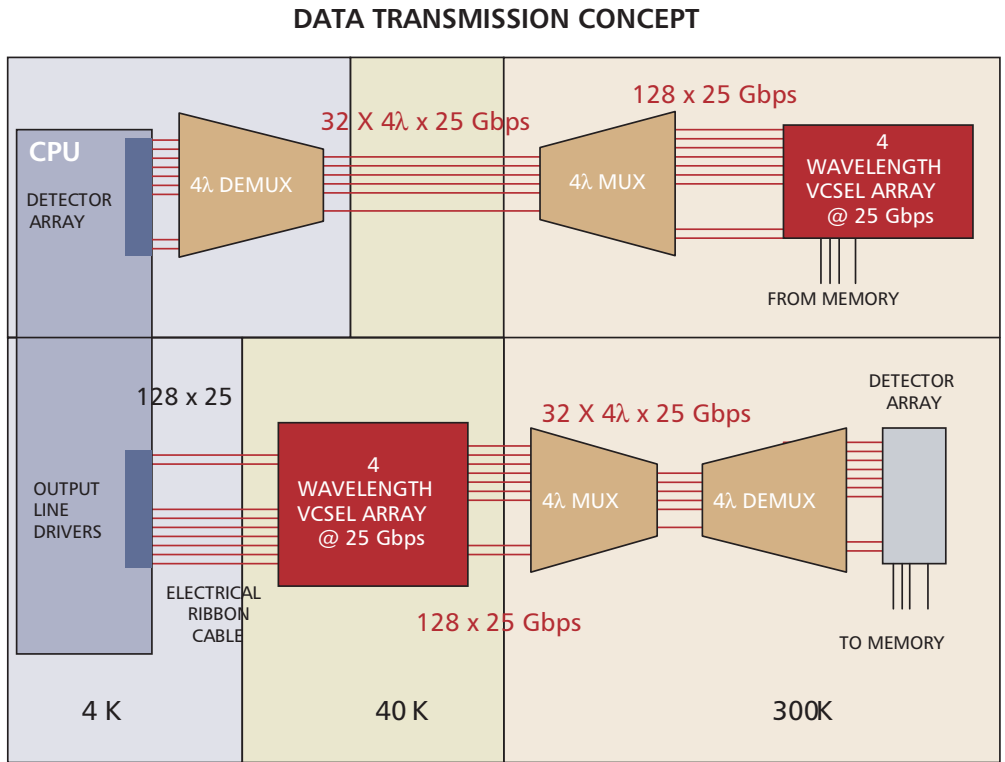 DATA TRANSMISSION CONCEPT
32 X 4λ x 25 Gbps
128 x 25 Gbps
CPU
DETECTOR
ARRAY
4λ DEMUX
4λ MUX
4
WAVELENGTH
VCSEL ARRAY
@ 25 Gbps
FROM MEMORY
128 x 25
32 X 4λ x 25 Gbps
DETECTOR
ARRAY
OUTPUT
LINE
DRIVERS
4
WAVELENGTH
VCSEL ARRAY
@ 25 Gbps
4λ MUX
4λ DEMUX
ELECTRICAL
RIBBON
CABLE
128 x 25 Gbps
TO MEMORY
4 K
40 K
300K